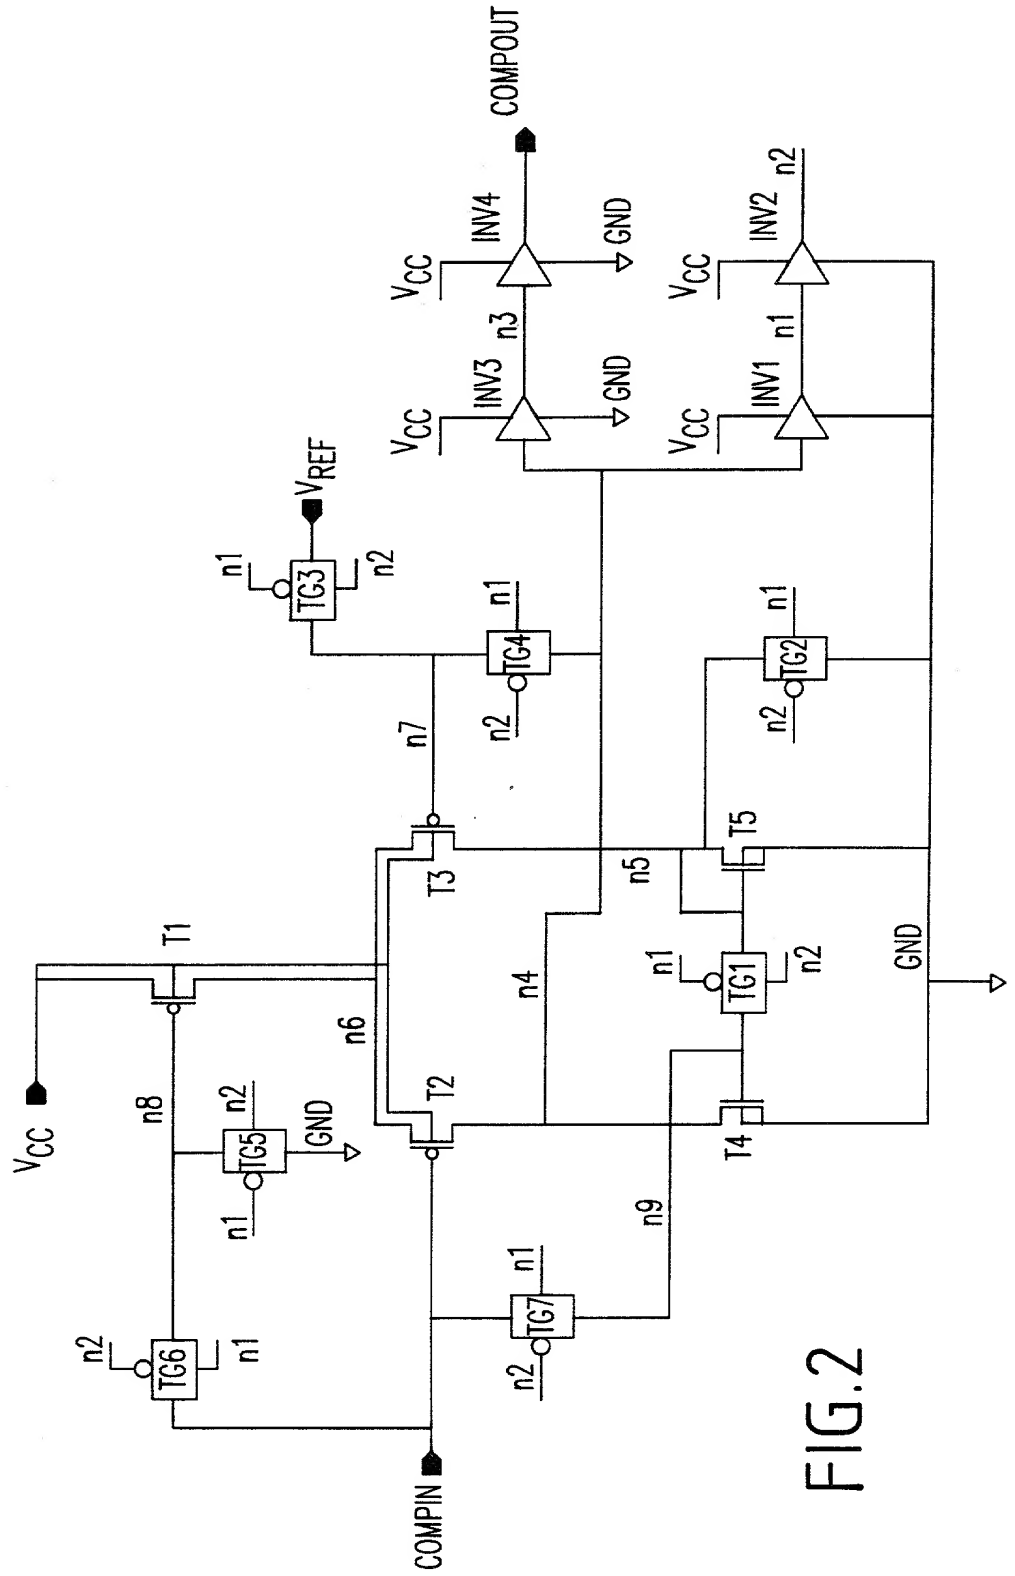 VCC
T1
n8
n2
TG5
n1
GND
n2
TG6
n1
COMPIN
n6
T2
T3
n7
n1
TG3
n2
VREF
n1
TG4
n2
VCC
INV3
GND
n3
VCC
INV4
GND
COMPOUT
VCC
INV1
n1
VCC
INV2
n2
n1
TG2
n2
n5
T5
n4
n1
TG1
n2
T4
n9
n1
TG7
n2
GND
FIG.2